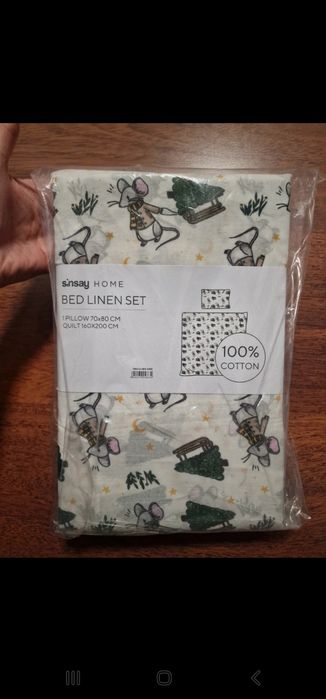 sinsay HOME
BED LINEN SET
1 PILLOW 70x80 CM
QUILT 160X200 CM
100%
COTTON